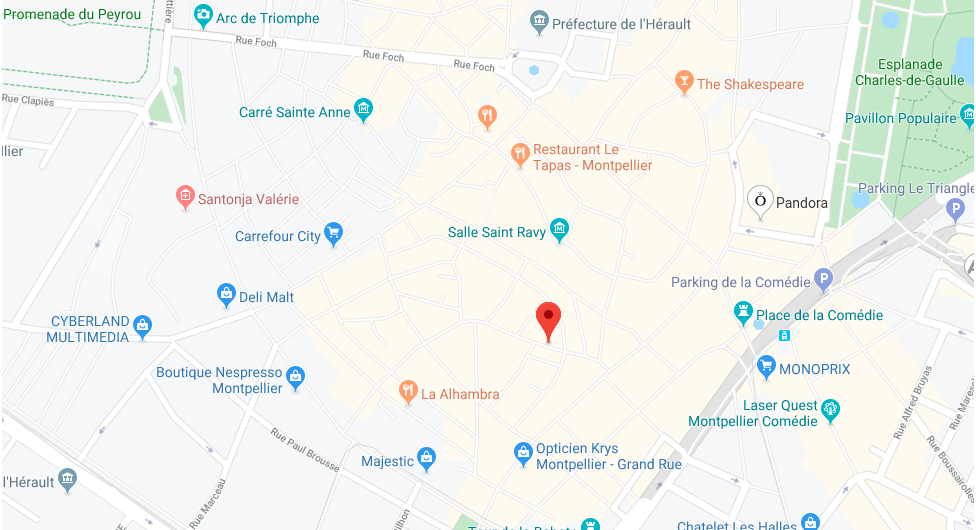 Promenade du Peyrou
Arc de Triomphe
Préfecture de l'Hérault
Rue Foch
Rue Foch
Rue Foch
Esplanade
Charles-de-Gaulle
The Shakespeare
Rue Clapiès
Carré Sainte Anne
Pavillon Populaire
Restaurant Le
Tapas - Montpellier
Parking Le Triangle
P
Santonja Valérie
Pandora
Carrefour City
Salle Saint Ravy
Parking de la Comédie
P
Deli Malt
Place de la Comédie
CYBERLAND
MULTIMEDIA
Boutique Nespresso
Montpellier
MONOPRIX
La Alhambra
Laser Quest
Montpellier Comédie
Rue Alfred Bruyas
Rue Paul Brousse
Opticien Krys
Montpellier - Grand Rue
Majestic
Rue Boussairolles
l'Hérault
Rue Marceau
Chatelet Les Halles